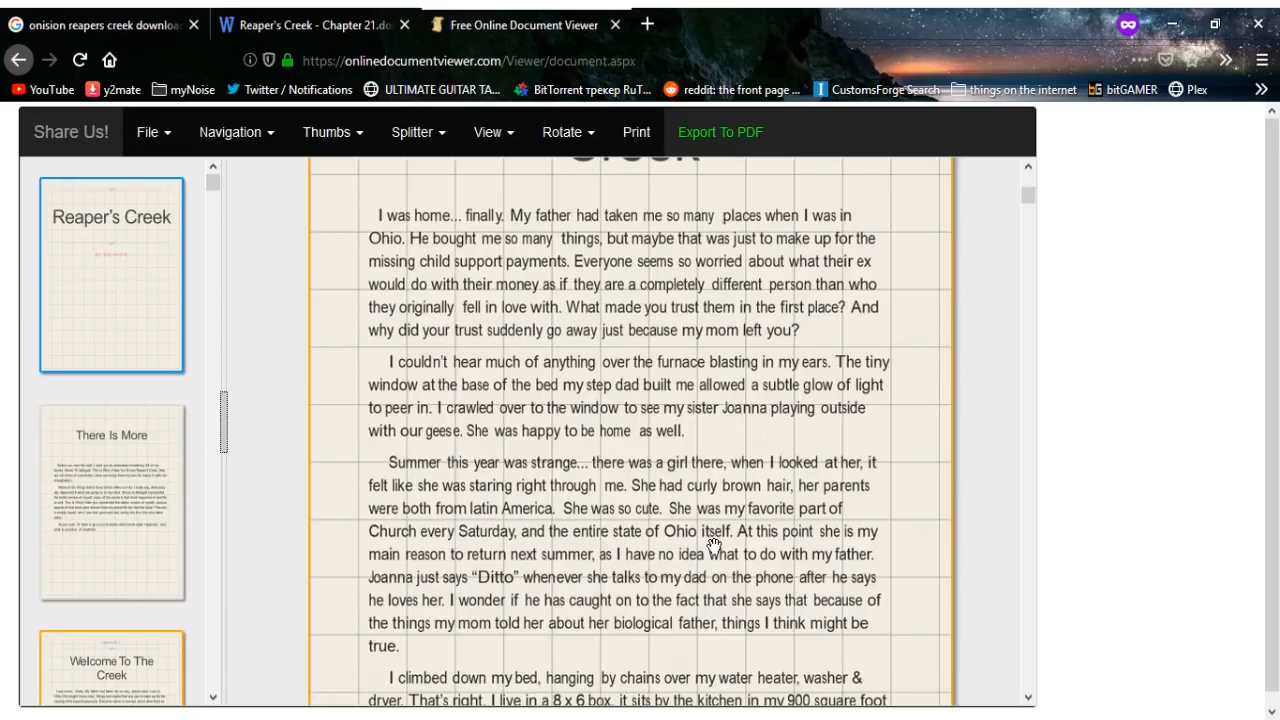 onision reapers creek downloa
Reaper's Creek - Chapter 21.do
Free Online Document Viewer
https://onlinedocumentviewer.com/Viewer/document.aspx
YouTube
y2mate
myNoise
Twitter / Notifications
ULTIMATE GUITAR TA...
BitTorrent трекер RuT...
reddit: the front page ...
CustomsForge Search
things on the internet
bitGAMER
Plex
Share Us!
File
Navigation
Thumbs
Splitter
View
Rotate
Print
Export To PDF
Reaper's Creek
There Is More
Welcome To The
Creek
I was home... finally. My father had taken me so many places when I was in
Ohio. He bought me so many things, but maybe that was just to make up for the
missing child support payments. Everyone seems so worried about what their ex
would do with their money as if they are a completely different person than who
they originally fell in love with. What made you trust them in the first place? And
why did your trust suddenly go away just because my mom left you?
I couldn't hear much of anything over the furnace blasting in my ears. The tiny
window at the base of the bed my step dad built me allowed a subtle glow of light
to peer in. I crawled over to the window to see my sister Joanna playing outside
with our geese. She was happy to be home as well.
Summer this year was strange... there was a girl there, when I looked at her, it
felt like she was staring right through me. She had curly brown hair, her parents
were both from latin America. She was so cute. She was my favorite part of
Church every Saturday, and the entire state of Ohio itself. At this point she is my
main reason to return next summer, as I have no idea what to do with my father.
Joanna just says “Ditto” whenever she talks to my dad on the phone after he says
he loves her. I wonder if he has caught on to the fact that she says that because of
the things my mom told her about her biological father, things I think might be
true.
I climbed down my bed, hanging by chains over my water heater, washer &
dryer. That's right. I live in a 8 x 6 box, it sits by the kitchen in my 900 square foot